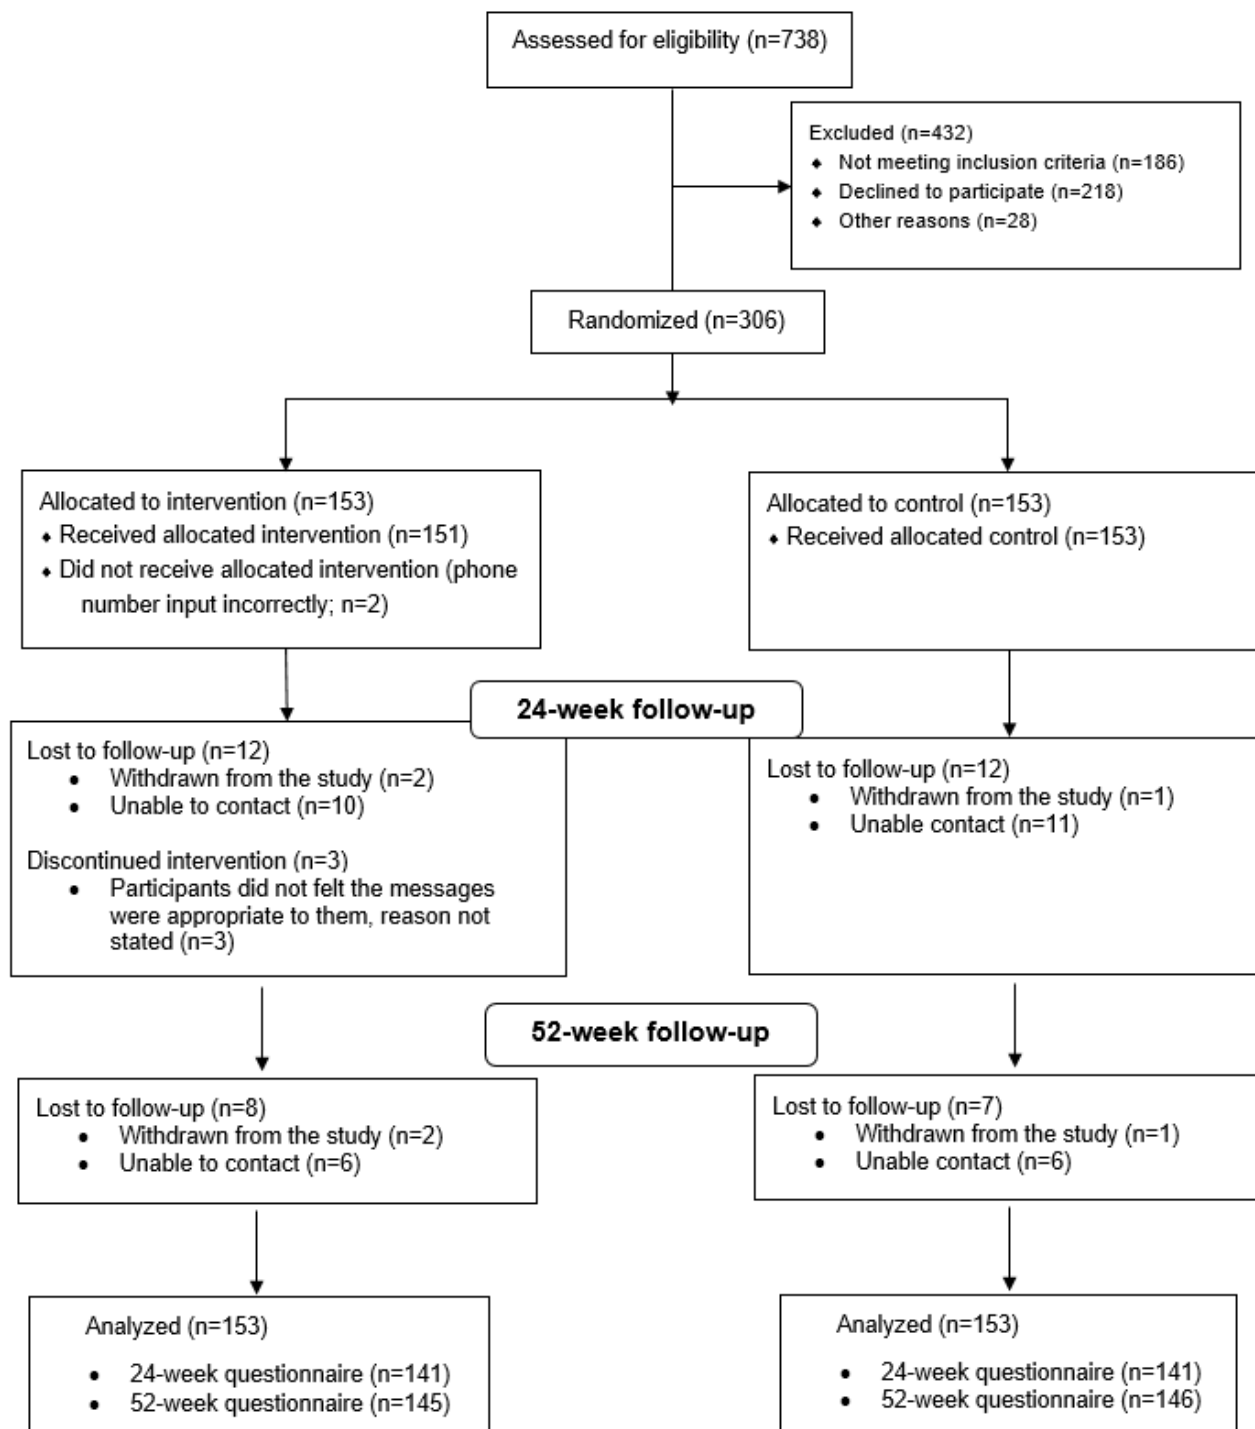 Assessed for eligibility (n=738)
Excluded (n=432)
⬥ Not meeting inclusion criteria (n=186)
⬥ Declined to participate (n=218)
⬥ Other reasons (n=28)
Randomized (n=306)
Allocated to intervention (n=153)
⬥ Received allocated intervention (n=151)
⬥ Did not receive allocated intervention (phone
number input incorrectly; n=2)
Allocated to control (n=153)
⬥ Received allocated control (n=153)
24-week follow-up
Lost to follow-up (n=12)
• Withdrawn from the study (n=2)
• Unable to contact (n=10)
Discontinued intervention (n=3)
• Participants did not felt the messages
were appropriate to them, reason not
stated (n=3)
Lost to follow-up (n=12)
• Withdrawn from the study (n=1)
• Unable contact (n=11)
52-week follow-up
Lost to follow-up (n=8)
• Withdrawn from the study (n=2)
• Unable to contact (n=6)
Lost to follow-up (n=7)
• Withdrawn from the study (n=1)
• Unable contact (n=6)
Analyzed (n=153)
• 24-week questionnaire (n=141)
• 52-week questionnaire (n=145)
Analyzed (n=153)
• 24-week questionnaire (n=141)
• 52-week questionnaire (n=146)